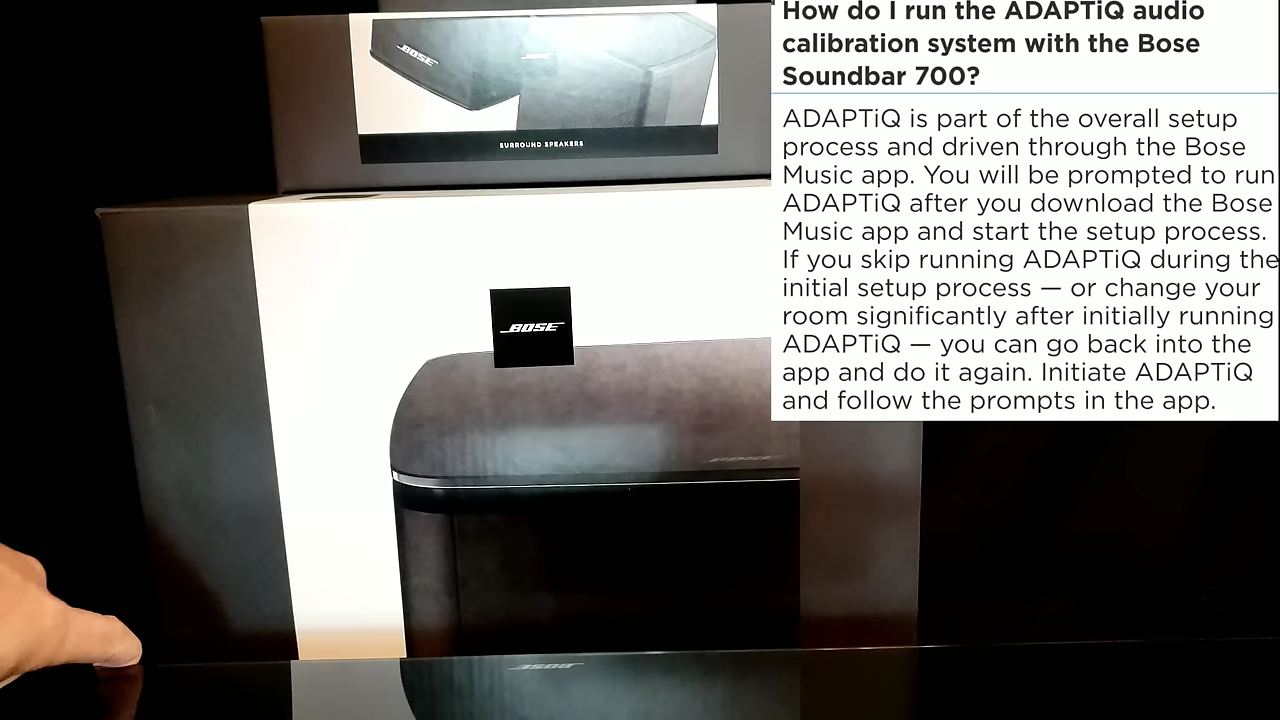 How do I run the ADAPTiQ audio
calibration system with the Bose
Soundbar 700?
ADAPTiQ is part of the overall setup
process and driven through the Bose
Music app. You will be prompted to run
ADAPTiQ after you download the Bose
Music app and start the setup process.
If you skip running ADAPTiQ during the
initial setup process — or change your
room significantly after initially running
ADAPTiQ — you can go back into the
app and do it again. Initiate ADAPTiQ
and follow the prompts in the app.
BOSE
SURROUND SPEAKERS
BOSE
BOSE
BOSE